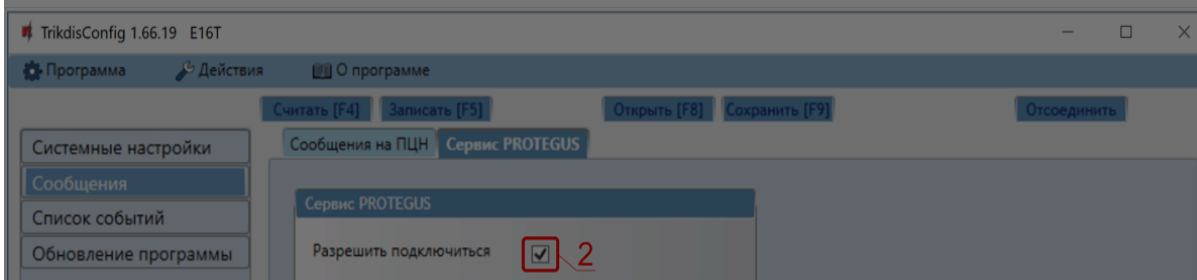 TrikdisConfig 1.66.19 E16T
Программа Действия О программе
Считать [F4] Записать [F5] Открыть [F8] Сохранить [F9] Отсоединить
Системные настройки
Сообщения
Список событий
Обновление программы
Сообщения на ПЦН Сервис PROTEGUS
Сервис PROTEGUS
Разрешить подключиться 2